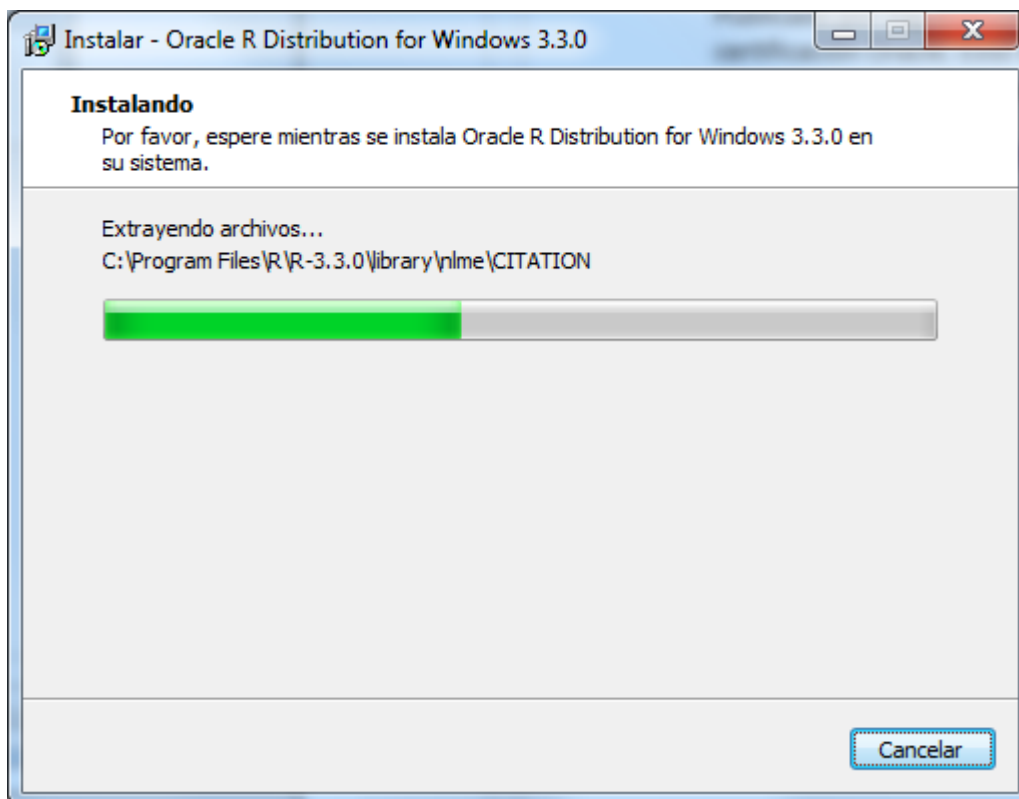 Instalar - Oracle R Distribution for Windows 3.3.0
Instalando
Por favor, espere mientras se instala Oracle R Distribution for Windows 3.3.0 en
su sistema.
Extrayendo archivos...
C:\Program Files\R\R-3.3.0\library\nlme\CITATION
Cancelar